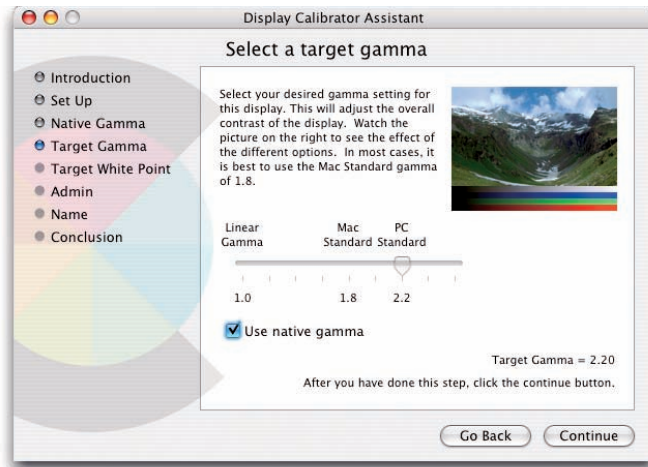 Display Calibrator Assistant
Select a target gamma
Introduction
Set Up
Native Gamma
Target Gamma
Target White Point
Admin
Name
Conclusion
Select your desired gamma setting for
this display. This will adjust the overall
contrast of the display. Watch the
picture on the right to see the effect of
the different options. In most cases, it
is best to use the Mac Standard gamma
of 1.8.
Linear Mac PC
Gamma Standard Standard
1.0 1.8 2.2
Use native gamma
Target Gamma = 2.20
After you have done this step, click the continue button.
Go Back Continue